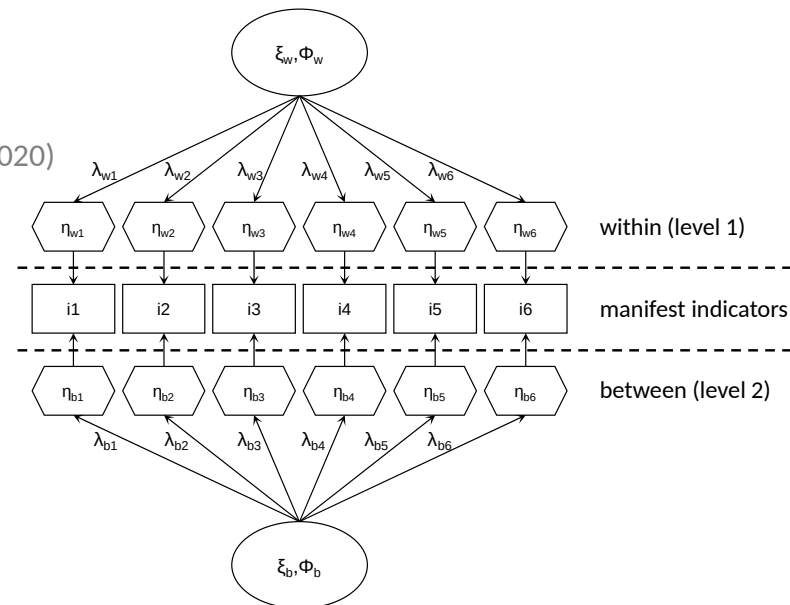 ξw,Φw
020)
λw1 λw2 λw3 λw4 λw5 λw6
ηw1 ηw2 ηw3 ηw4 ηw5 ηw6 within (level 1)
i1 i2 i3 i4 i5 i6 manifest indicators
ηb1 ηb2 ηb3 ηb4 ηb5 ηb6 between (level 2)
λb1 λb2 λb3 λb4 λb5 λb6
ξb,Φb